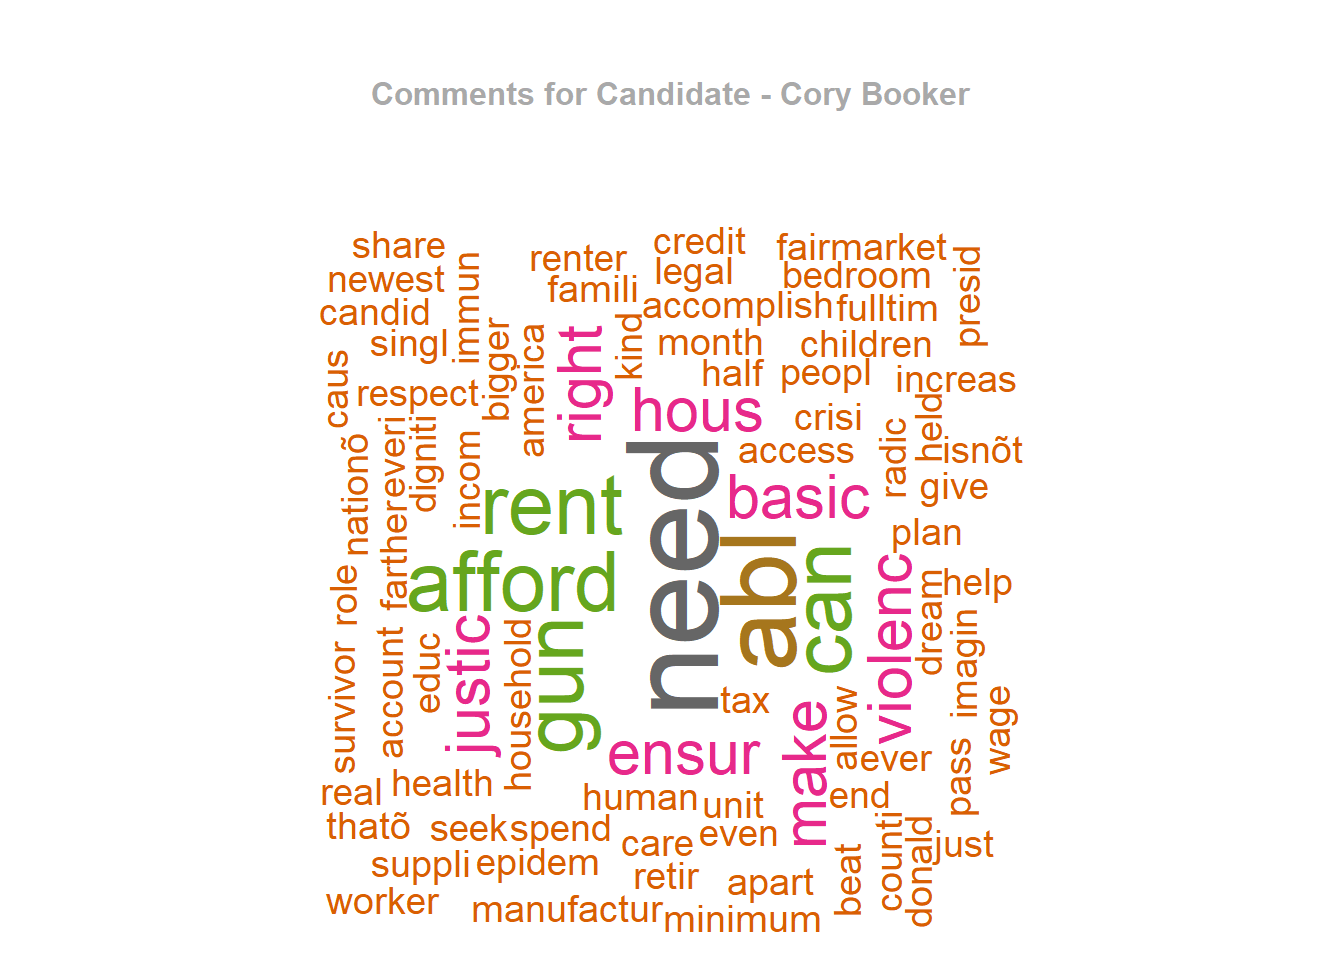 Comments for Candidate - Cory Booker
share
credit
fairmarket
renter
legal
bedroom
newest
immun
famili
presid
candid
accomplish
fulltim
singl
bigger
america
right
kind
month
children
caus
respect
half
peopl
increas
hous
crisi
held
nationõ
farthereveri
digniti
incom
need
access
radic
isnõt
rent
basic
give
abl
can
plan
afford
violenc
dream
help
role
survivor
account
educ
justic
household
gun
tax
make
allow
imagin
wage
ensur
ever
pass
real
health
human
unit
end
thatõ
seek
spend
care
even
beat
counti
donald
just
suppli
epidem
retir
apart
worker
manufactur
minimum